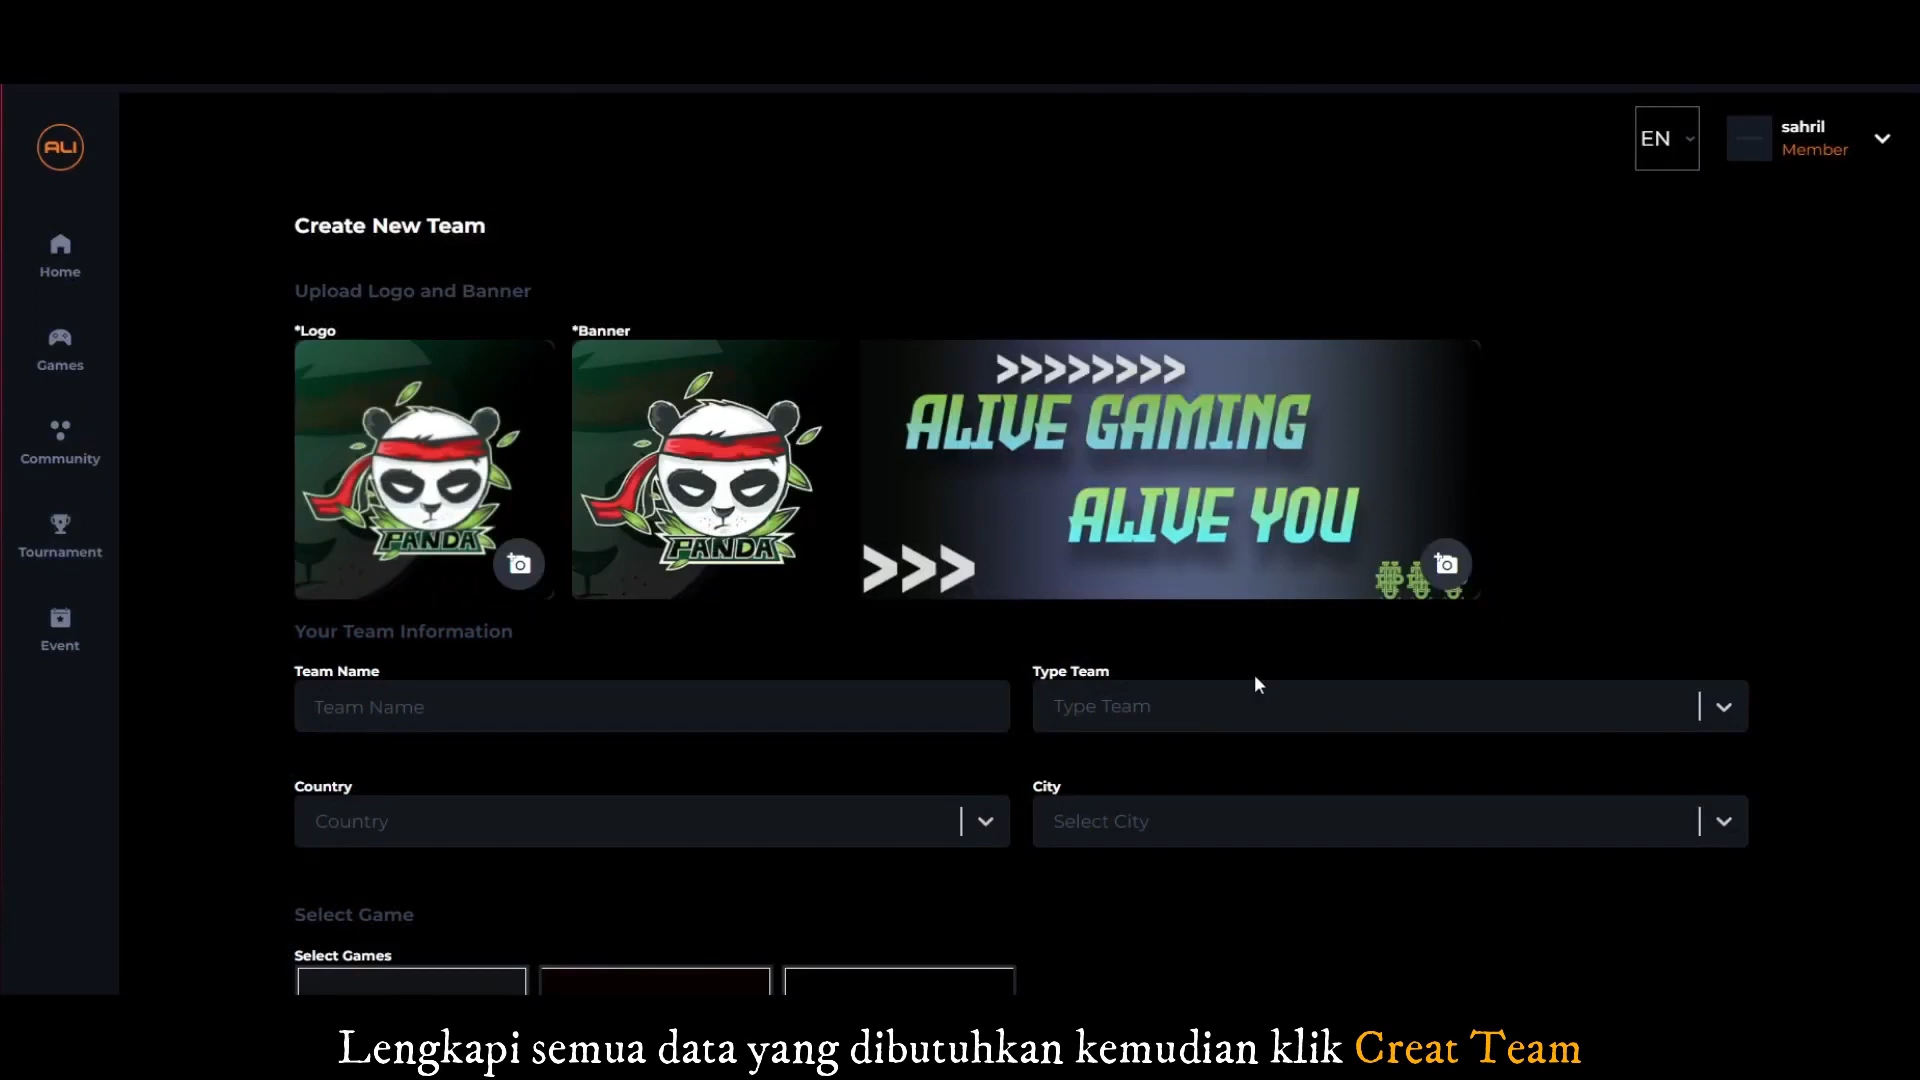 ALI
EN
sahril
Member
Home
Games
Community
Tournament
Event
Create New Team
Upload Logo and Banner
*Logo
*Banner
PANDA
PANDA
>>>>>>>>
ALIVE GAMING
ALIVE YOU
>>>
Your Team Information
Team Name
Type Team
Team Name
Type Team
Country
City
Country
Select City
Select Game
Select Games
Lengkapi semua data yang dibutuhkan kemudian klik Creat Team